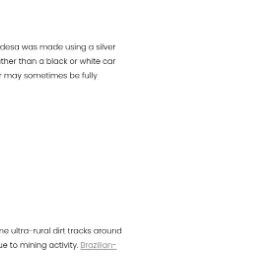 desa was made using a silver
ther than a black or white car
r may sometimes be fully
ne ultra-rural dirt tracks around
ue to mining activity. Brazilian-